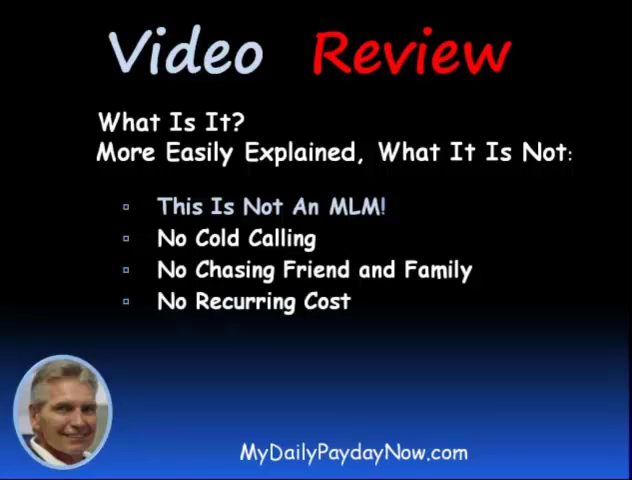 Video Review
What Is It?
More Easily Explained, What It Is Not:
This Is Not An MLM!
No Cold Calling
No Chasing Friend and Family
No Recurring Cost
MyDailyPaydayNow.com